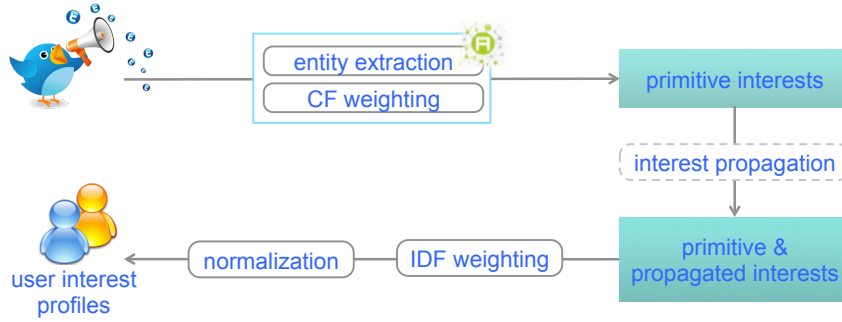 entity extraction
CF weighting
primitive interests
interest propagation
primitive &
propagated interests
IDF weighting
normalization
user interest
profiles